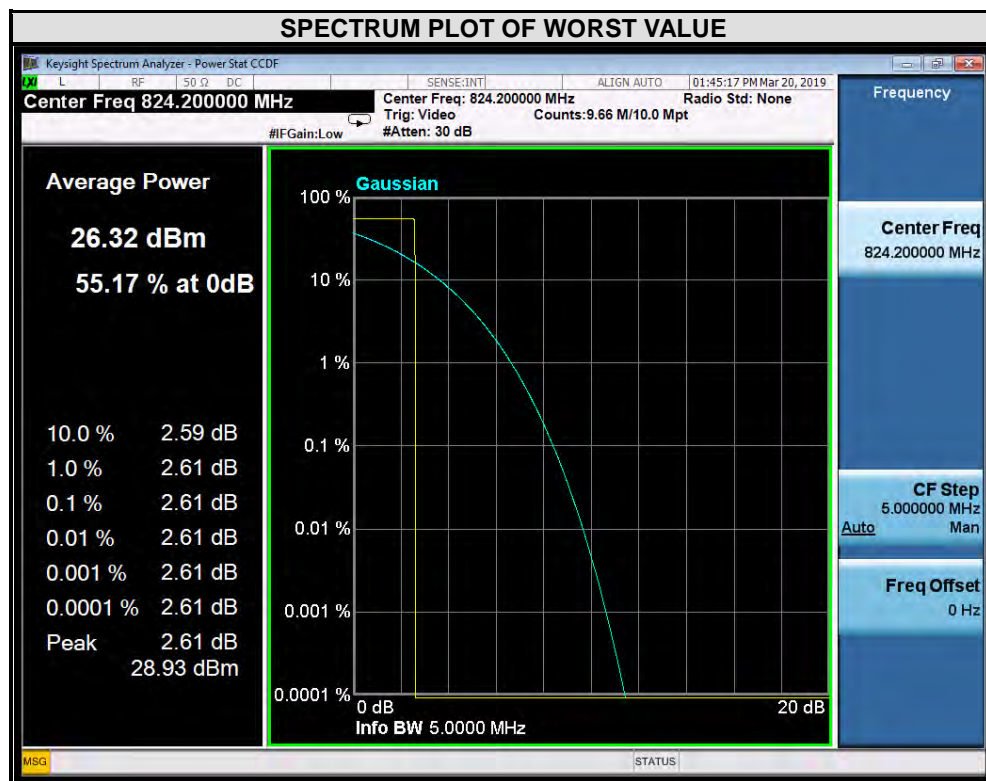 SPECTRUM PLOT OF WORST VALUE
Keysight Spectrum Analyzer - Power Stat CCDF
LXI L RF 50 Ω DC SENSE:INT ALIGN AUTO 01:45:17 PM Mar 20, 2019
Center Freq 824.200000 MHz
Center Freq: 824.200000 MHz Radio Std: None
Trig: Video Counts:9.66 M/10.0 Mpt
#IFGain:Low #Atten: 30 dB
Average Power
26.32 dBm
55.17 % at 0dB
10.0 % 2.59 dB
1.0 % 2.61 dB
0.1 % 2.61 dB
0.01 % 2.61 dB
0.001 % 2.61 dB
0.0001 % 2.61 dB
Peak 2.61 dB
28.93 dBm
Gaussian
100 %
10 %
1 %
0.1 %
0.01 %
0.001 %
0.0001 %
0 dB 20 dB
Info BW 5.0000 MHz
Frequency
Center Freq
824.200000 MHz
CF Step
5.000000 MHz
Auto Man
Freq Offset
0 Hz
MSG STATUS